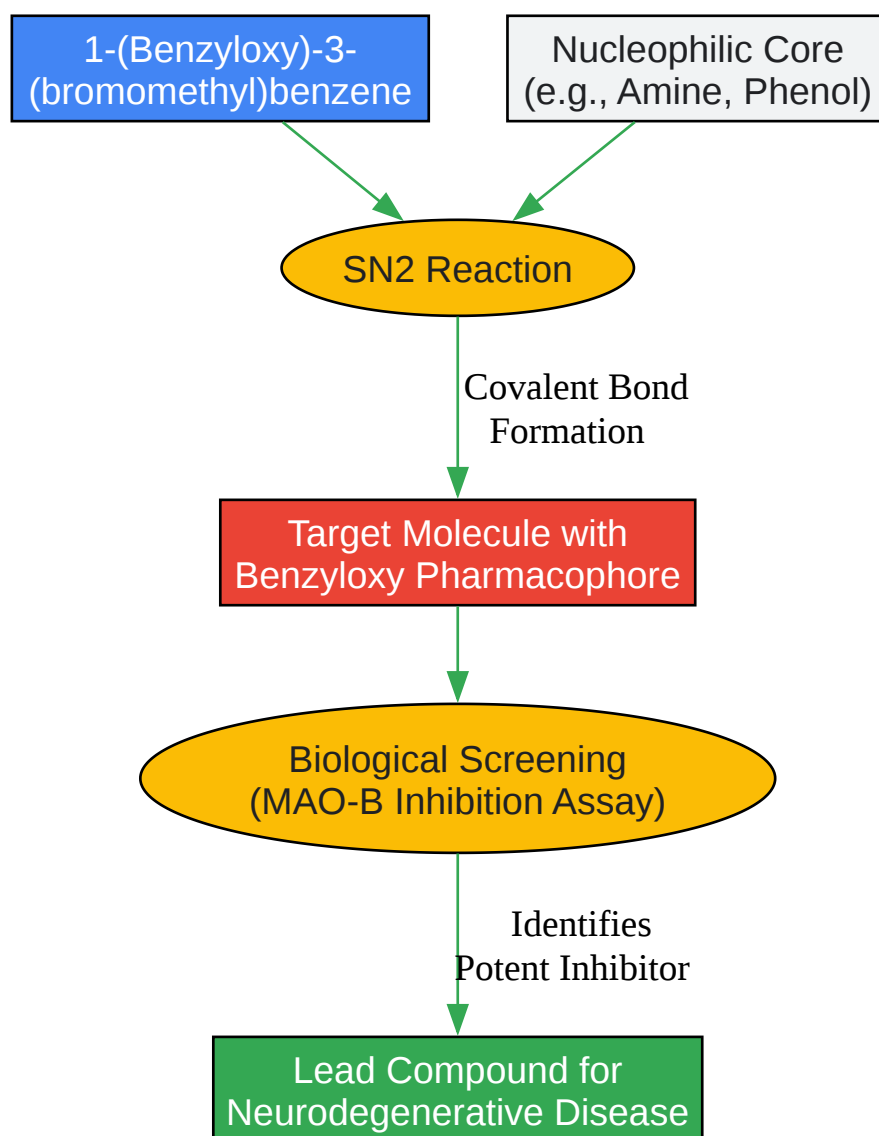 1-(Benzyloxy)-3-
(bromomethyl)benzene
Nucleophilic Core
(e.g., Amine, Phenol)
SN2 Reaction
Covalent Bond
Formation
Target Molecule with
Benzyloxy Pharmacophore
Biological Screening
(MAO-B Inhibition Assay)
Identifies
Potent Inhibitor
Lead Compound for
Neurodegenerative Disease